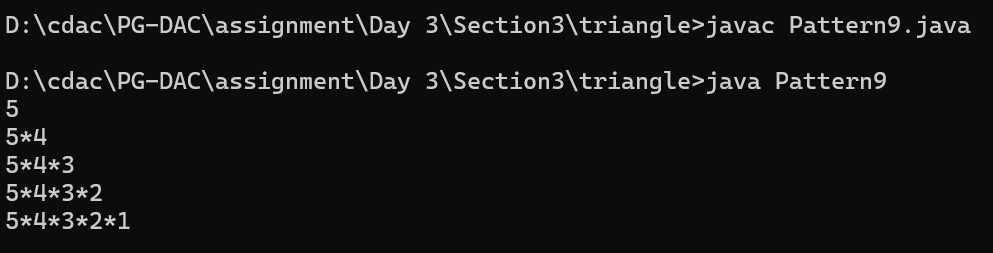 D:\cdac\PG-DAC\assignment\Day 3\Section3\triangle>javac Pattern9.java
D:\cdac\PG-DAC\assignment\Day 3\Section3\triangle>java Pattern9
5
5*4
5*4*3
5*4*3*2
5*4*3*2*1